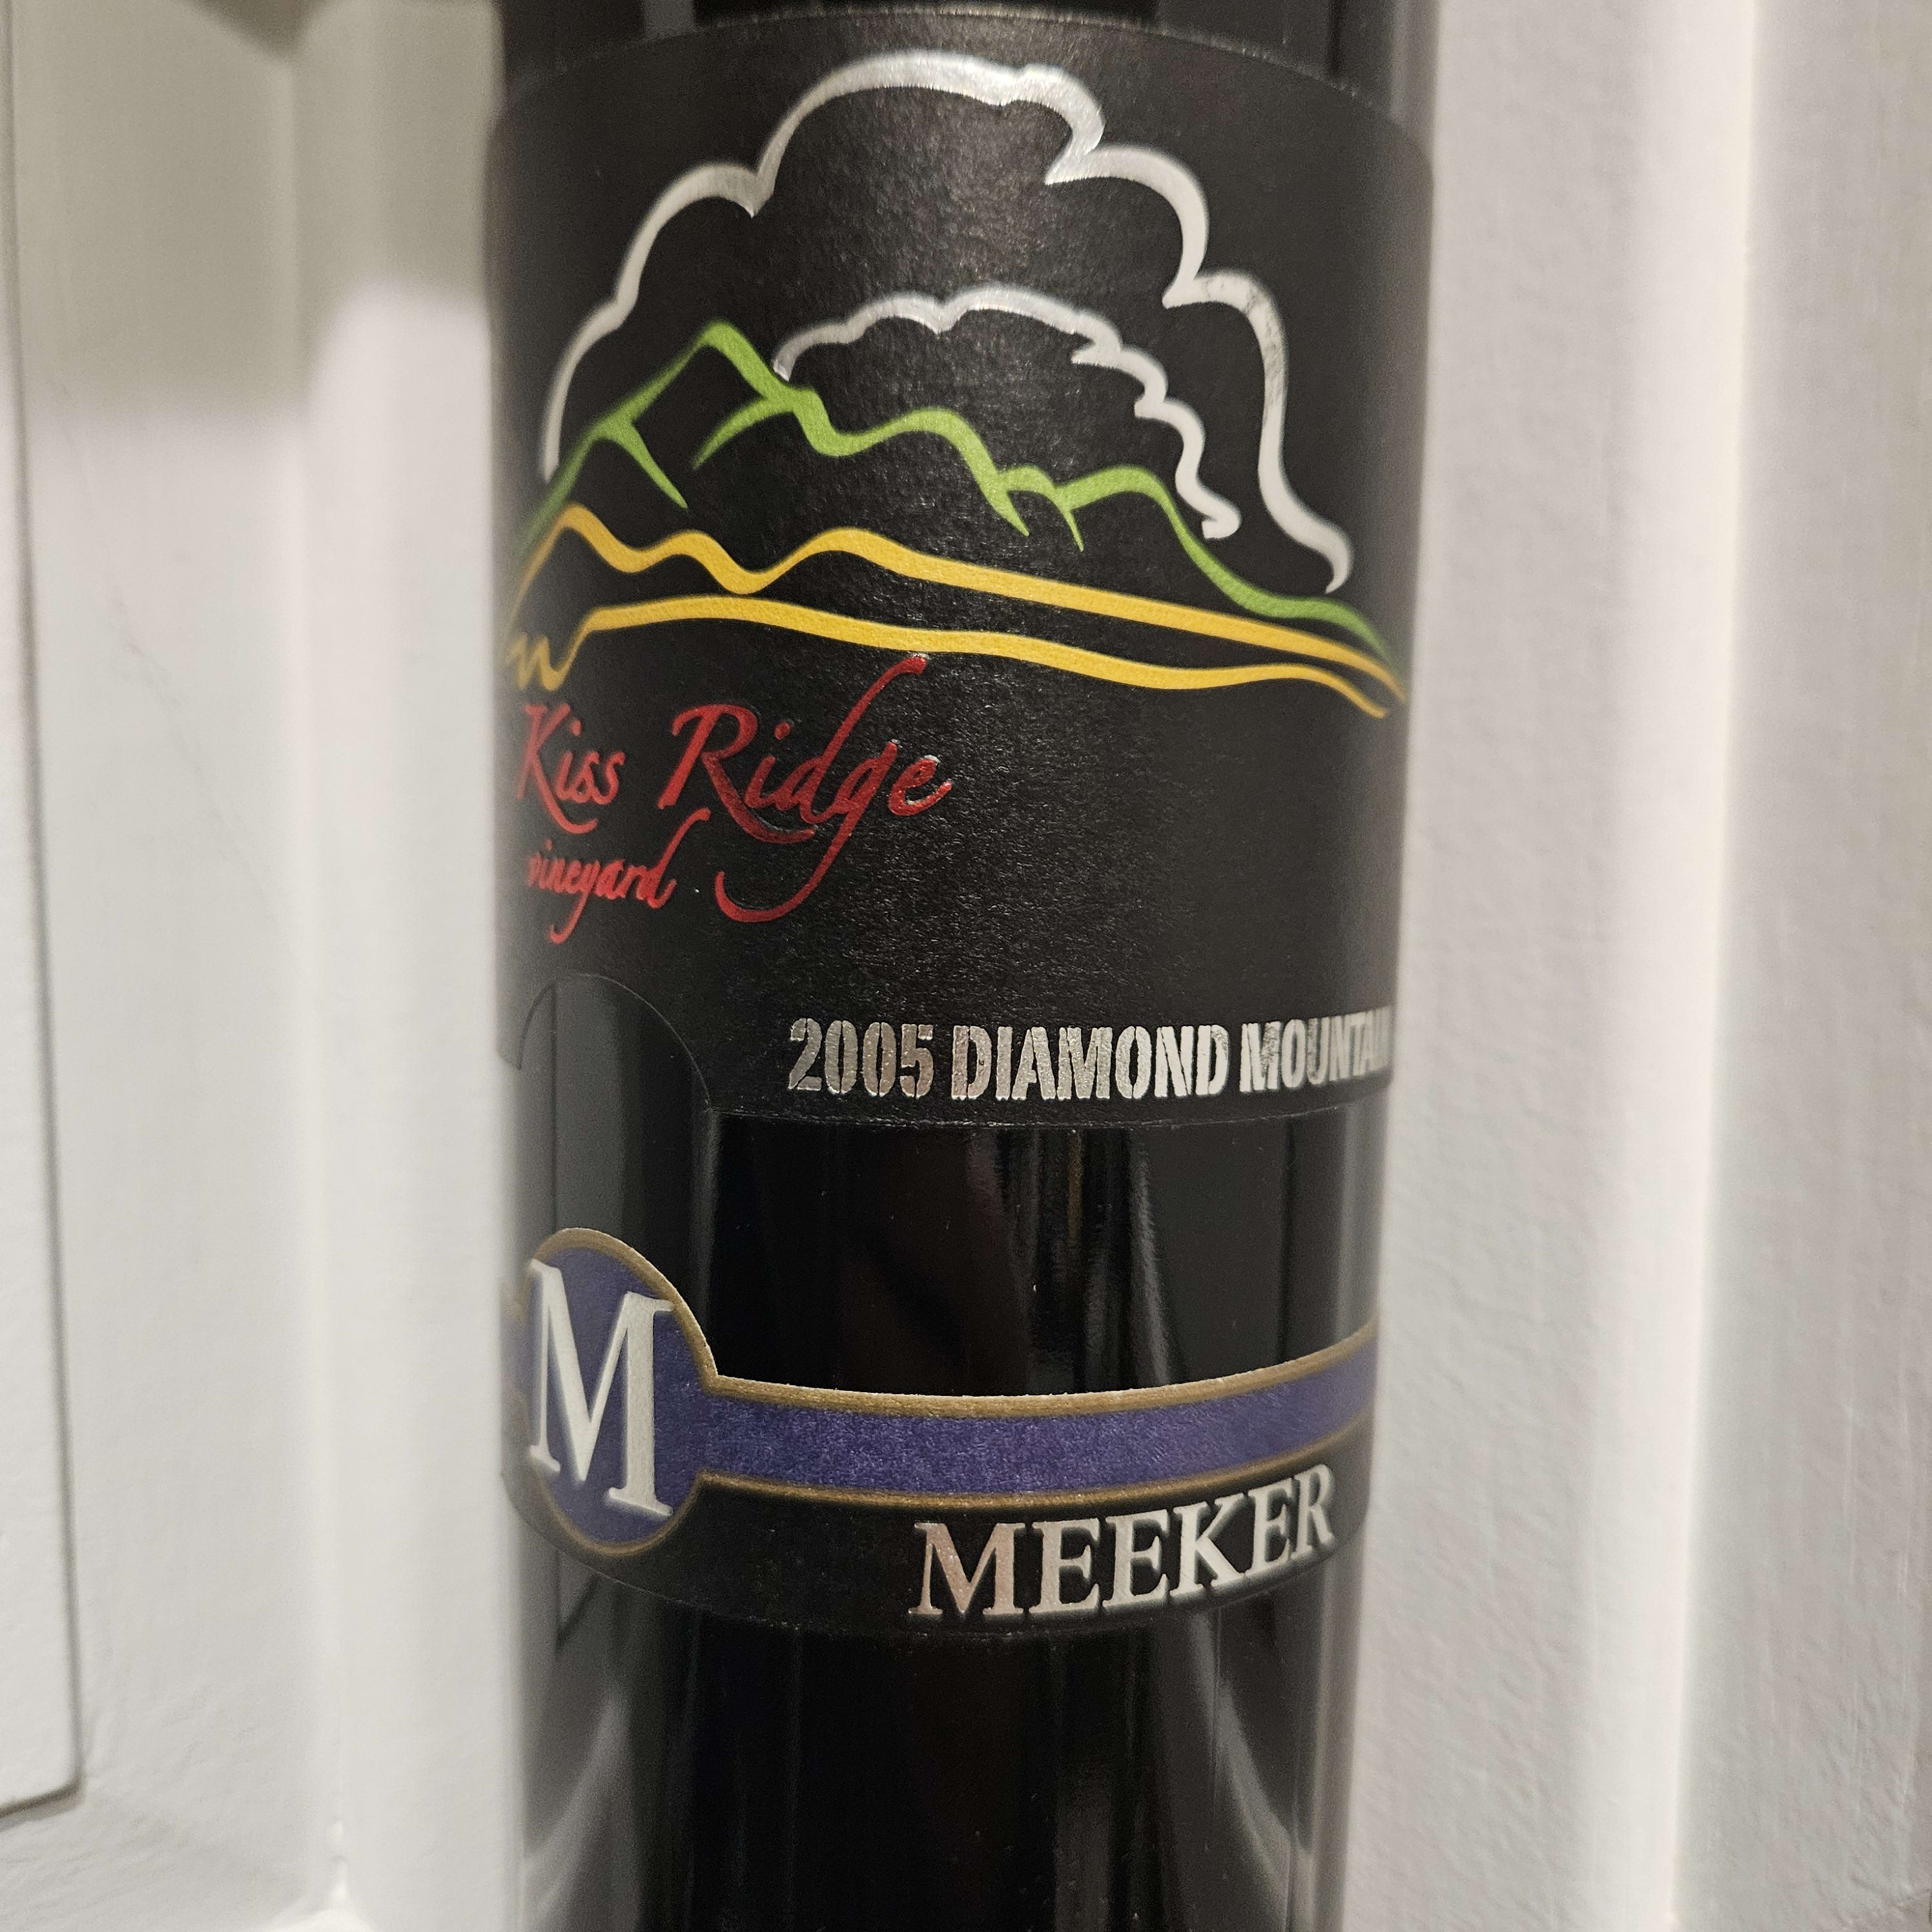 Kiss Ridge
vineyard
2005 DIAMOND MOUNTAIN
M
MEEKER